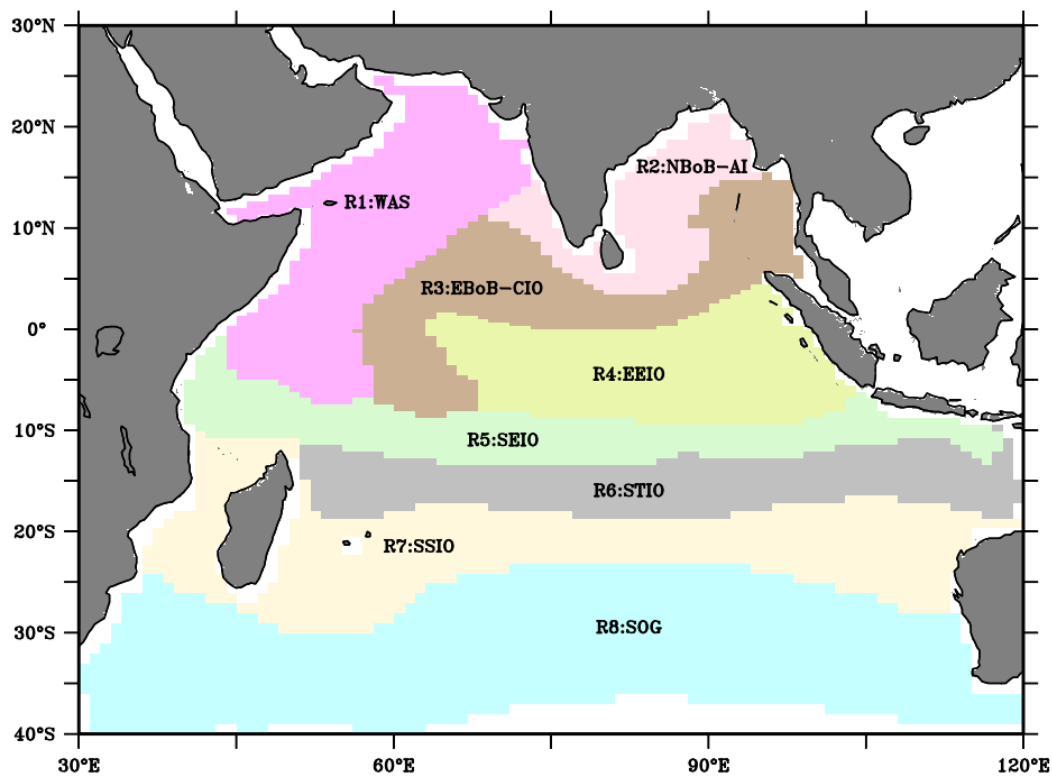 30°N
20°N
R2:NBoB-AI
R1:WAS
10°N
R3:EBoB-CIO
0°
R4:EEIO
10°S
R5:SEIO
R6:STIO
20°S
R7:SSIO
30°S
R8:SOG
40°S
30°E 60°E 90°E 120°E